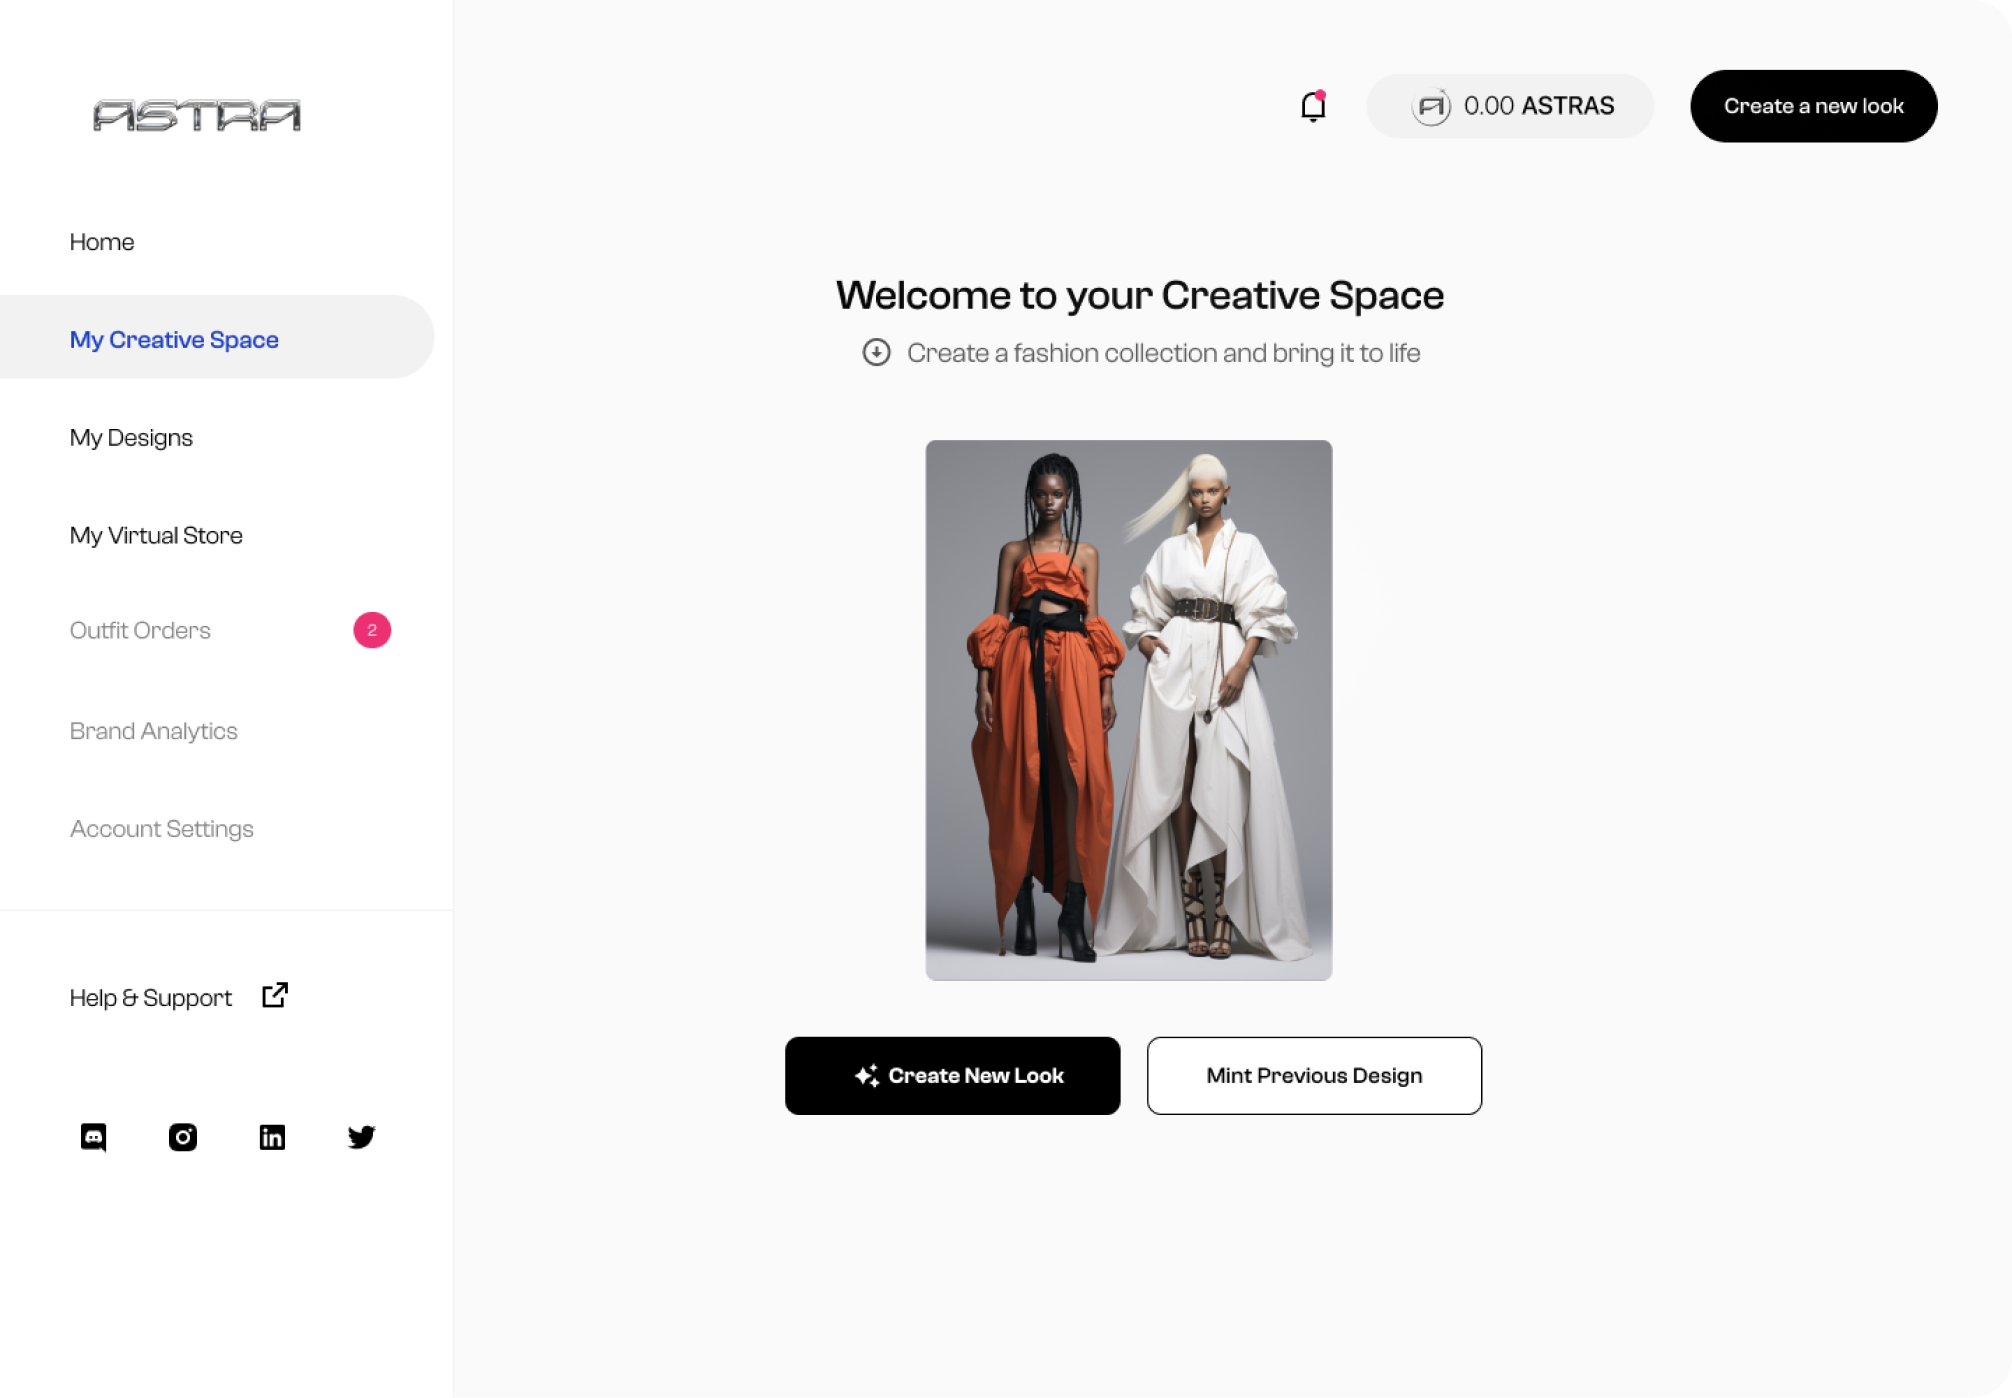 ASTRA
0.00 ASTRAS
Create a new look
Home
My Creative Space
My Designs
My Virtual Store
Outfit Orders 2
Brand Analytics
Account Settings
Help & Support
Welcome to your Creative Space
Create a fashion collection and bring it to life
Create New Look
Mint Previous Design
in